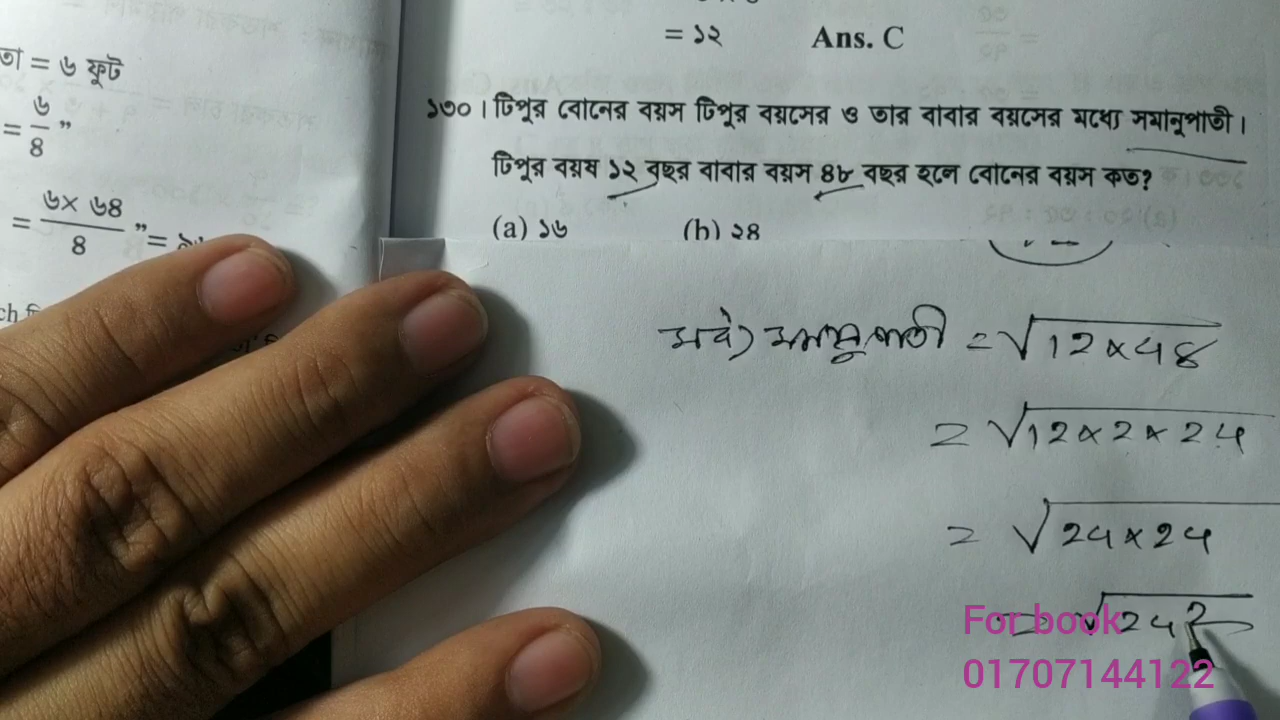 তা = ৬ ফুট
= ৬/৪ ”
= ৬× ৬৪/৪ ”=
= ১২ Ans. C
১৩০। টিপুর বোনের বয়স টিপুর বয়সের ও তার বাবার বয়সের মধ্যে সমানুপাতী।
টিপুর বয়ষ ১২ বছর বাবার বয়স ৪৮ বছর হলে বোনের বয়স কত?
(a) ১৬ (b) ২৪
মধ্য সমানুপাতী = √12×48
= √12×2×24
= √24×24
= √24²
For book
01707144122